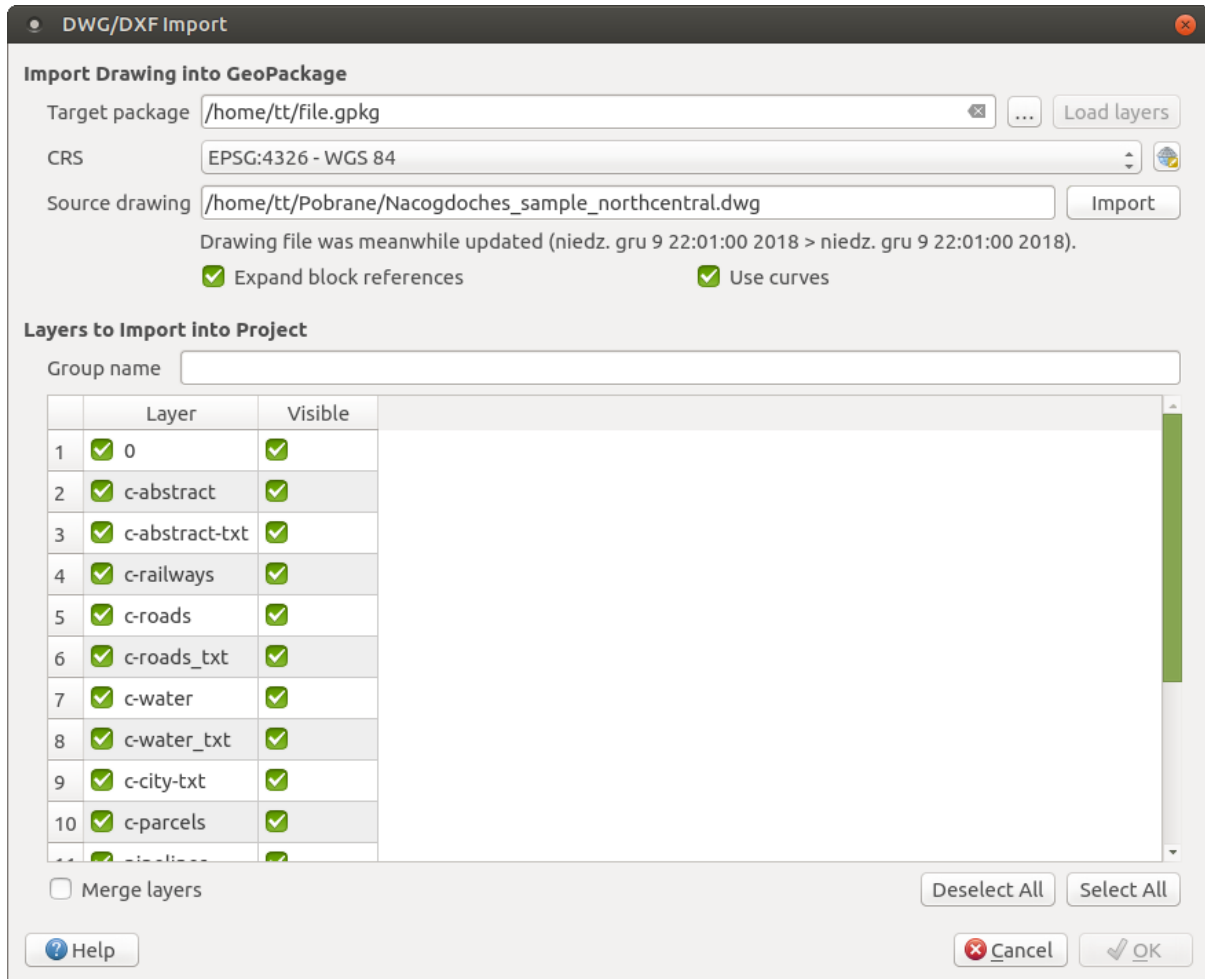 DWG/DXF Import
Import Drawing into GeoPackage
Target package /home/tt/file.gpkg ... Load layers
CRS EPSG:4326 - WGS 84
Source drawing /home/tt/Pobrane/Nacogdoches_sample_northcentral.dwg Import
Drawing file was meanwhile updated (niedz. gru 9 22:01:00 2018 > niedz. gru 9 22:01:00 2018).
Expand block references Use curves
Layers to Import into Project
Group name
Layer Visible
1 0
2 c-abstract
3 c-abstract-txt
4 c-railways
5 c-roads
6 c-roads_txt
7 c-water
8 c-water_txt
9 c-city-txt
10 c-parcels
Merge layers Deselect All Select All
Help Cancel OK